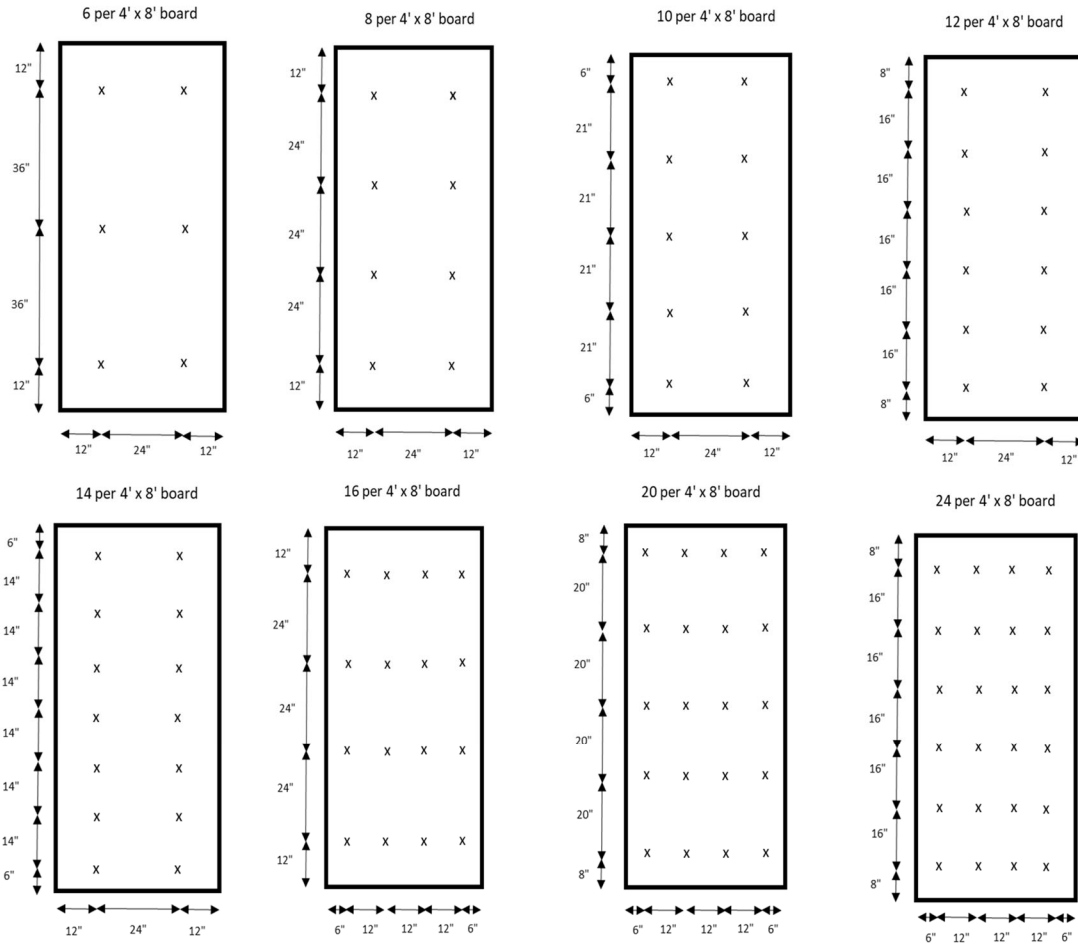 6 per 4' x 8' board
12"
36"
36"
12"
X X
X X
X X
12" 24" 12"
8 per 4' x 8' board
12"
24"
24"
24"
12"
X X
X X
X X
X X
12" 24" 12"
10 per 4' x 8' board
6"
21"
21"
21"
21"
6"
X X
X X
X X
X X
X X
12" 24" 12"
12 per 4' x 8' board
8"
16"
16"
16"
16"
16"
8"
X X
X X
X X
X X
X X
X X
12" 24" 12"
14 per 4' x 8' board
6"
14"
14"
14"
14"
14"
14"
6"
X X
X X
X X
X X
X X
X X
X X
12" 24" 12"
16 per 4' x 8' board
12"
24"
24"
24"
12"
X X X X
X X X X
X X X X
X X X X
6" 12" 12" 12" 6"
20 per 4' x 8' board
8"
20"
20"
20"
20"
8"
X X X X
X X X X
X X X X
X X X X
X X X X
6" 12" 12" 12" 6"
24 per 4' x 8' board
8"
16"
16"
16"
16"
16"
8"
X X X X
X X X X
X X X X
X X X X
X X X X
X X X X
6" 12" 12" 12" 6"